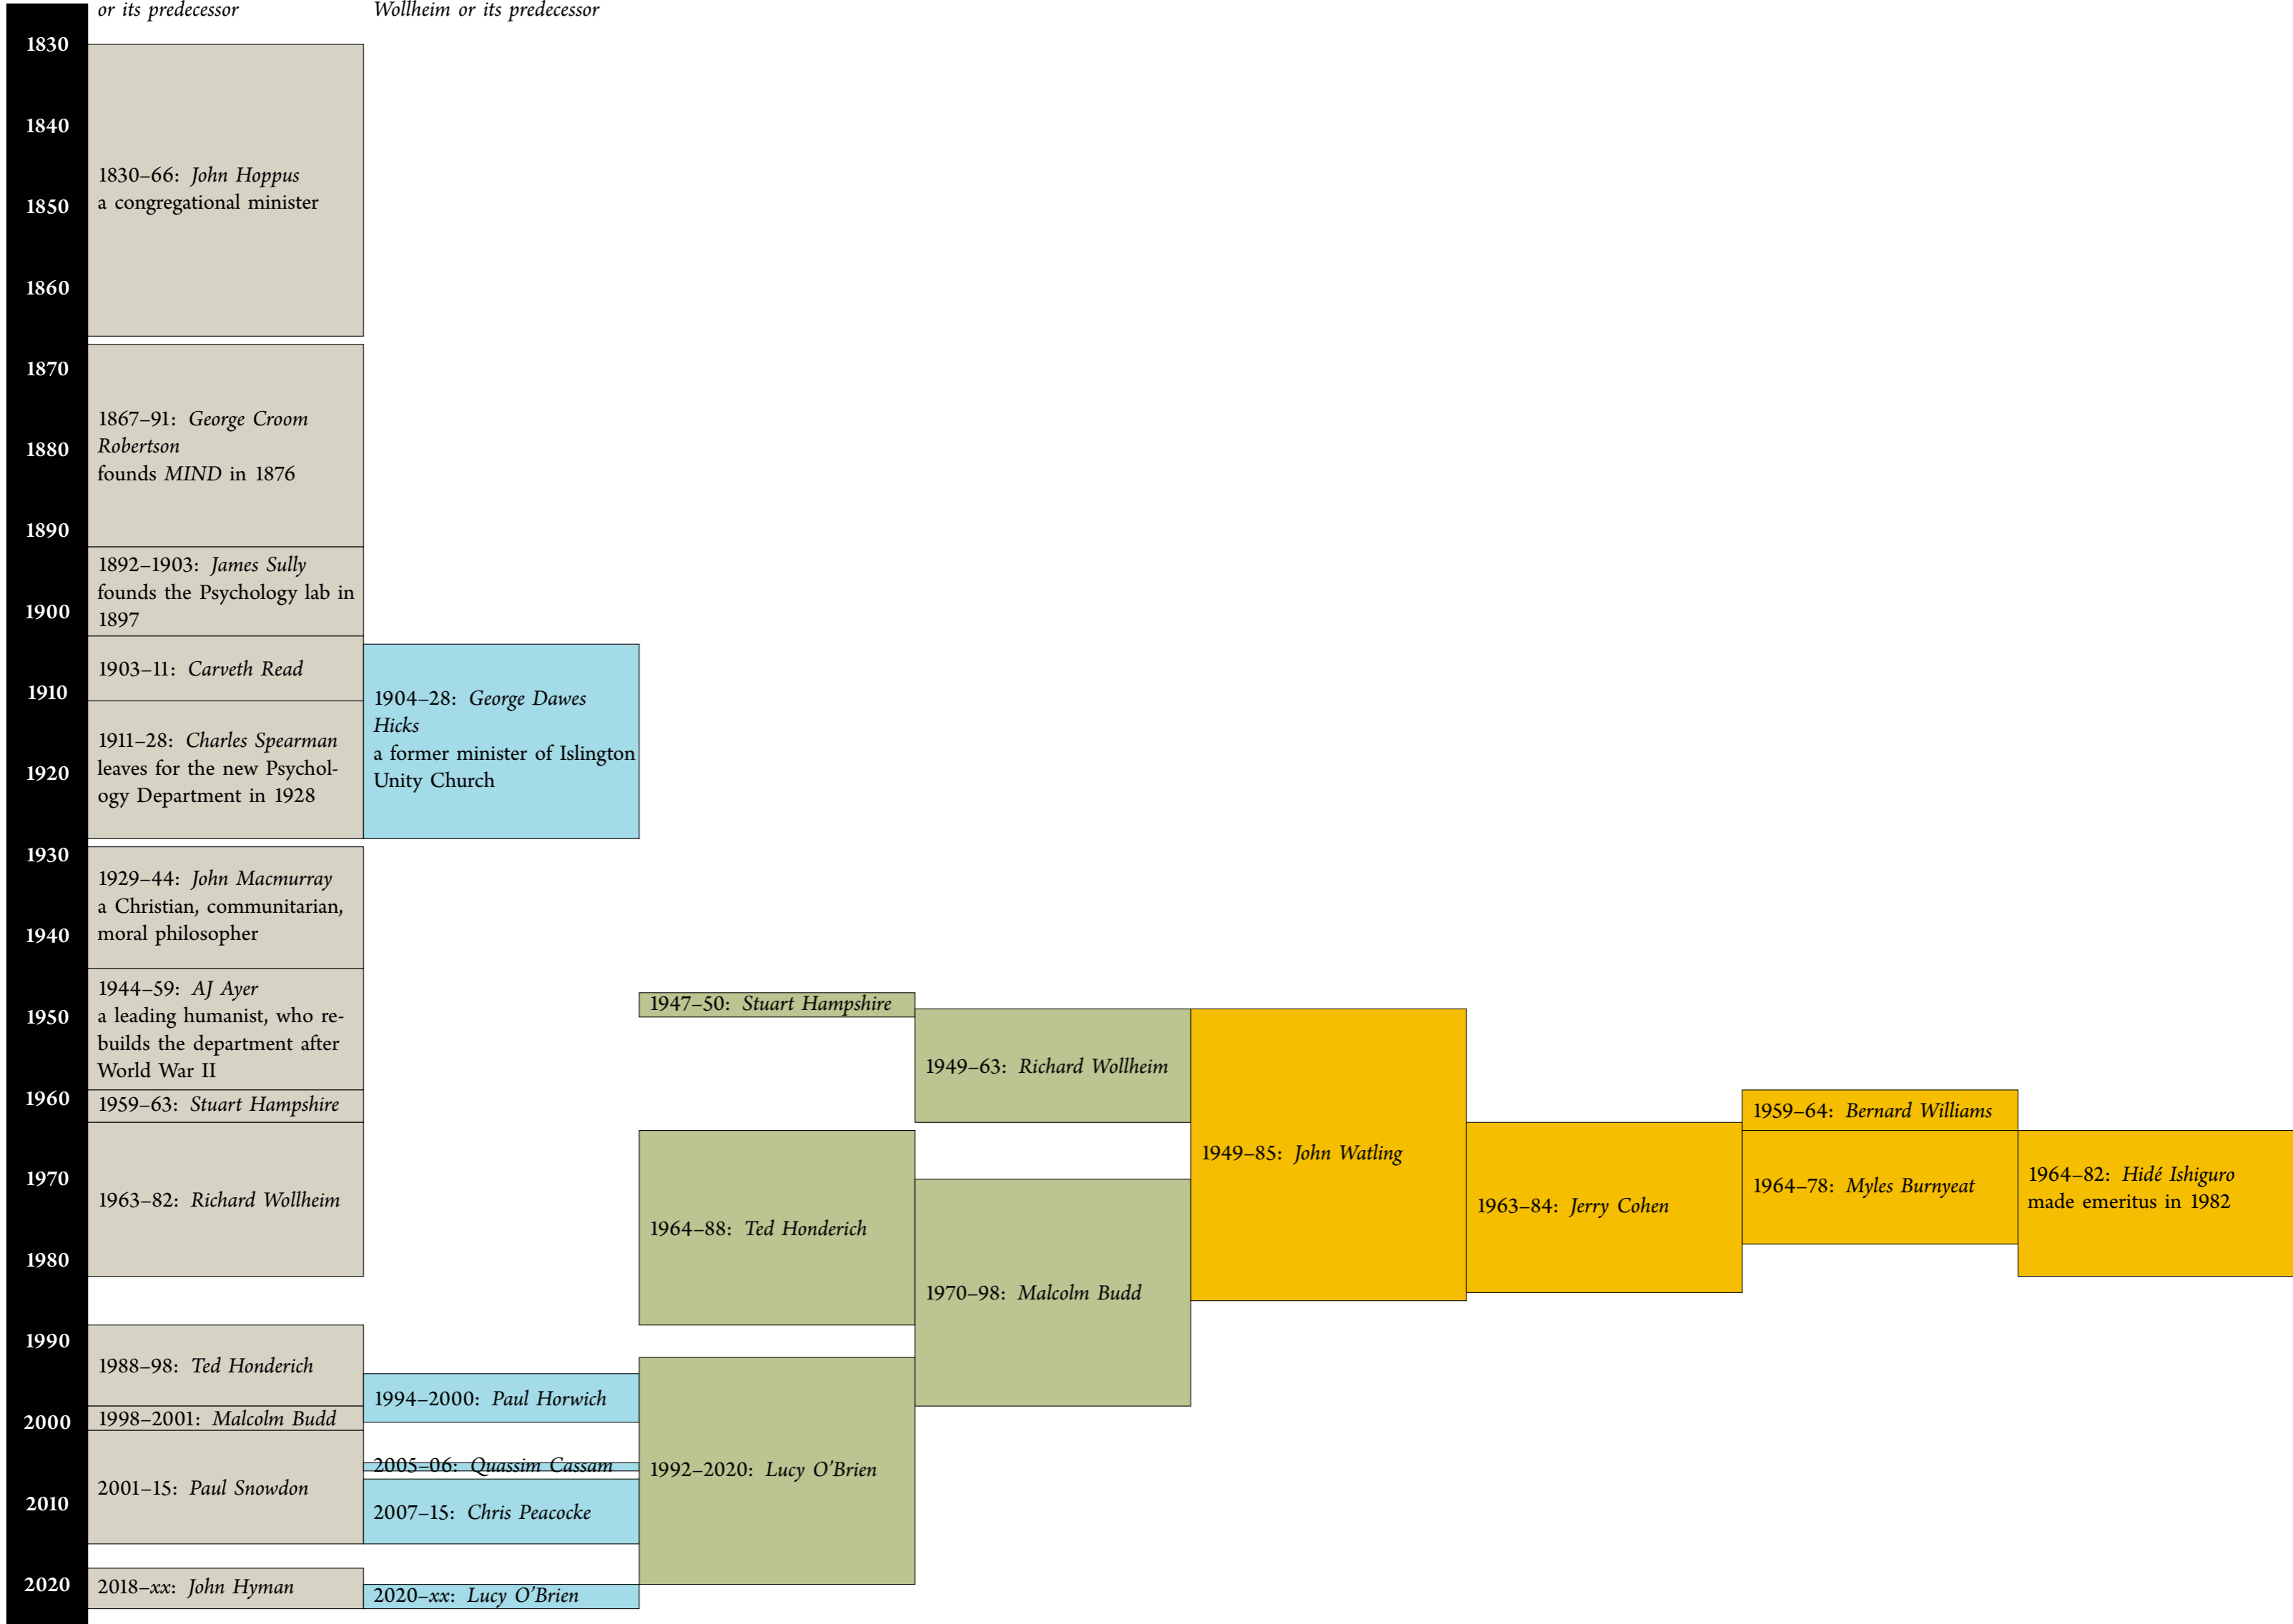 or its predecessor
Wollheim or its predecessor
1830
1840
1850
1860
1870
1880
1890
1900
1910
1920
1930
1940
1950
1960
1970
1980
1990
2000
2010
2020
1830–66: John Hoppus
a congregational minister
1867–91: George Croom
Robertson
founds MIND in 1876
1892–1903: James Sully
founds the Psychology lab in
1897
1903–11: Carveth Read
1911–28: Charles Spearman
leaves for the new Psychol-
ogy Department in 1928
1929–44: John Macmurray
a Christian, communitarian,
moral philosopher
1944–59: AJ Ayer
a leading humanist, who re-
builds the department after
World War II
1959–63: Stuart Hampshire
1963–82: Richard Wollheim
1988–98: Ted Honderich
1998–2001: Malcolm Budd
2001–15: Paul Snowdon
2018–xx: John Hyman
1904–28: George Dawes
Hicks
a former minister of Islington
Unity Church
1994–2000: Paul Horwich
2005–06: Quassim Cassam
2007–15: Chris Peacocke
2020–xx: Lucy O’Brien
1947–50: Stuart Hampshire
1964–88: Ted Honderich
1992–2020: Lucy O’Brien
1949–63: Richard Wollheim
1970–98: Malcolm Budd
1949–85: John Watling
1963–84: Jerry Cohen
1959–64: Bernard Williams
1964–78: Myles Burnyeat
1964–82: Hidé Ishiguro
made emeritus in 1982